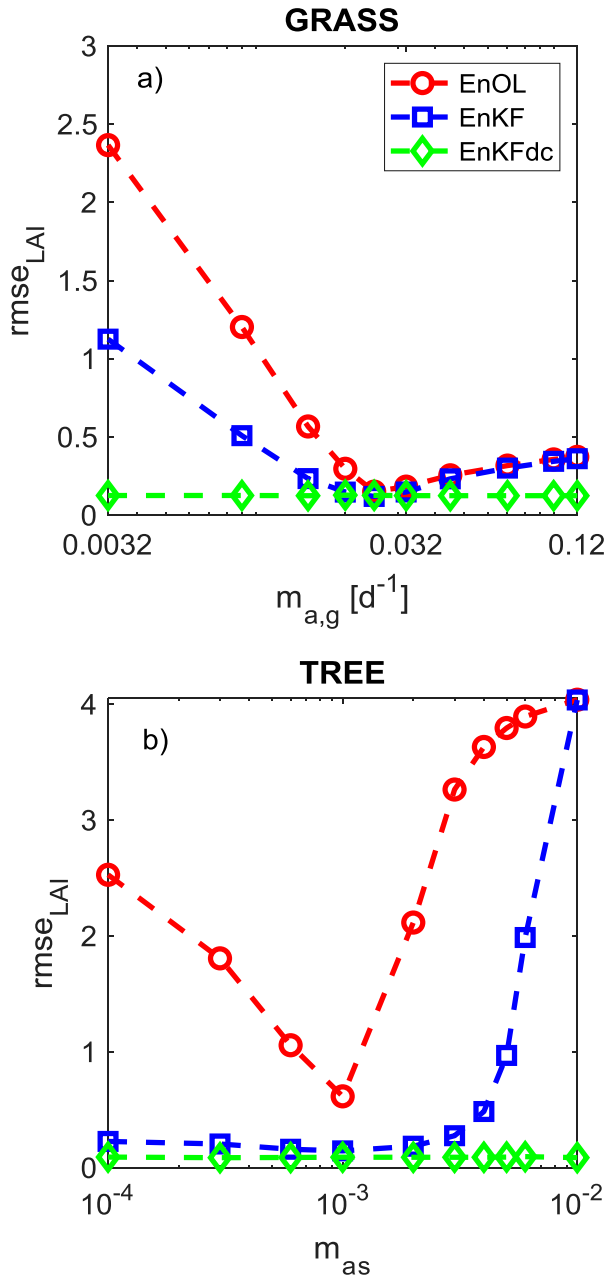 GRASS
a)
EnOL
EnKF
EnKFdc
3
2.5
2
1.5
1
0.5
0
rmse_LAI
0.0032 0.032 0.12
m_a,g [d^-1]
TREE
b)
4
3
2
1
0
rmse_LAI
10^-4 10^-3 10^-2
m_as